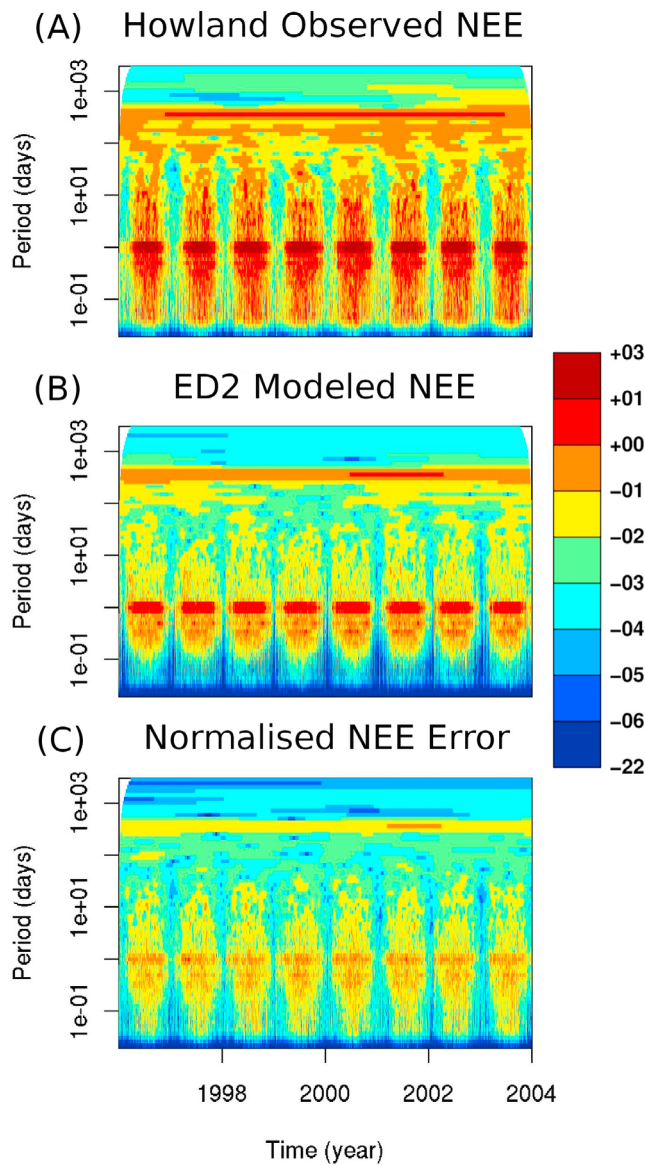 (A) Howland Observed NEE
Period (days)
1e+03
1e+01
1e-01
(B) ED2 Modeled NEE
Period (days)
1e+03
1e+01
1e-01
+03
+01
+00
-01
-02
-03
-04
-05
-06
-22
(C) Normalised NEE Error
Period (days)
1e+03
1e+01
1e-01
1998 2000 2002 2004
Time (year)